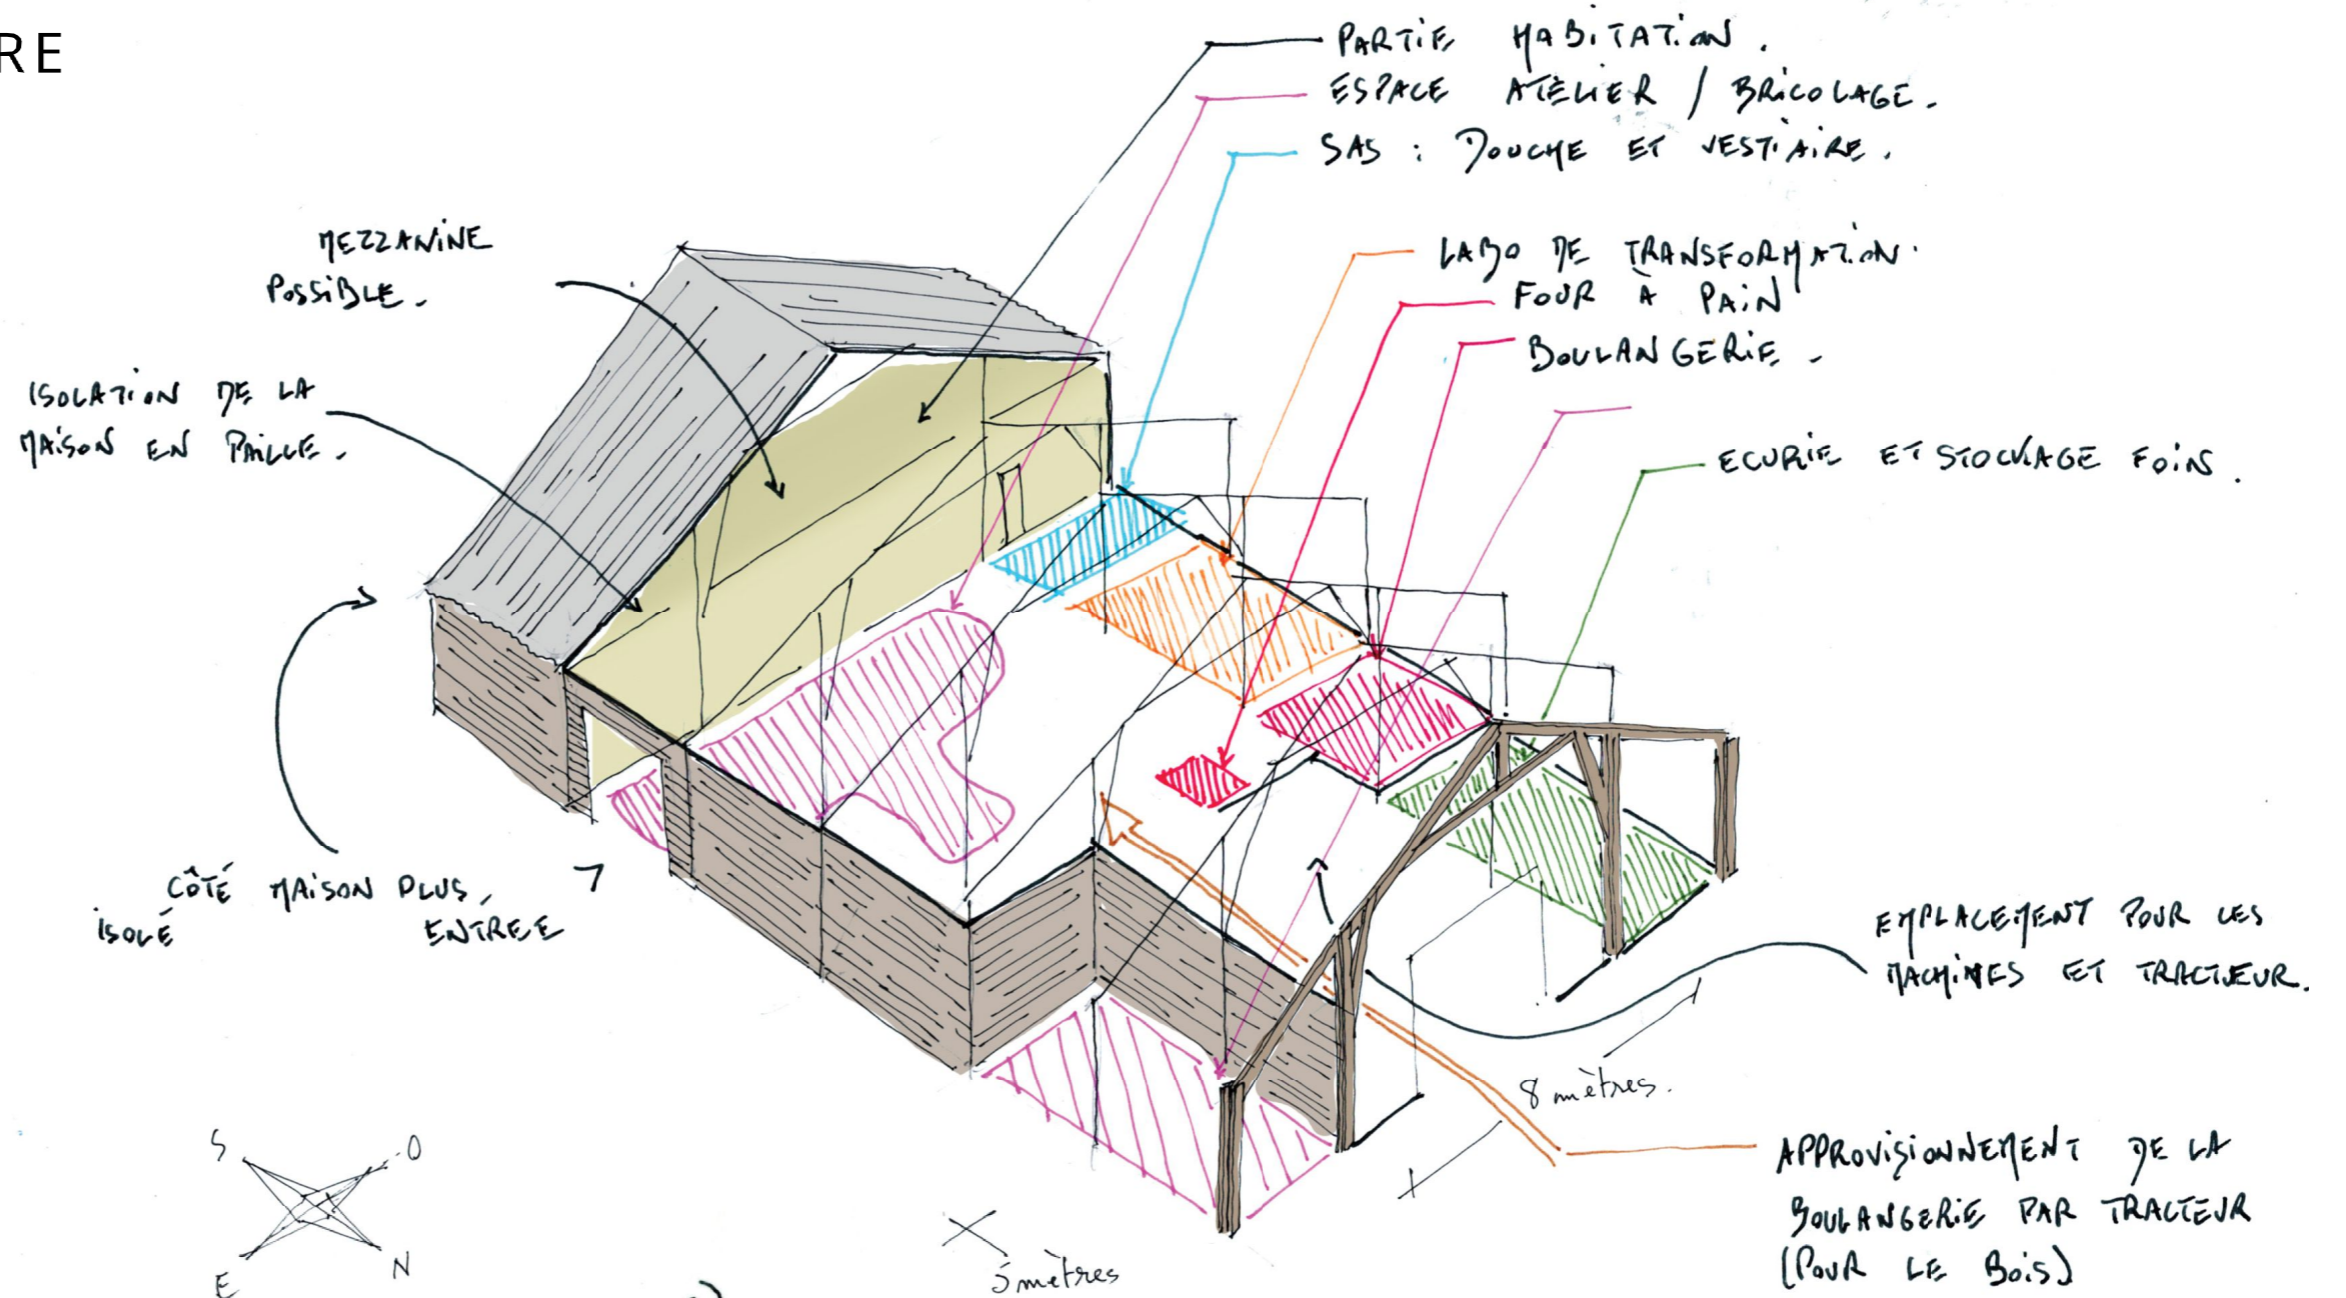 RE
PARTIE HABITATION.
ESPACE ATELIER / BRICOLAGE.
SAS : DOUCHE ET VESTIAIRE.
MEZZANINE
POSSIBLE.
LABO DE TRANSFORMATION.
FOUR À PAIN
BOULANGERIE.
ISOLATION DE LA
MAISON EN PAILLE.
ECURIE ET STOCKAGE FOIN.
CÔTÉ MAISON PLUS
ISOLÉ
ENTREE
EMPLACEMENT POUR LES
MACHINES ET TRACTEUR.
8 mètres.
APPROVISIONNEMENT DE LA
BOULANGERIE PAR TRACTEUR
(POUR LE BOIS)
S
O
E
N
5 mètres